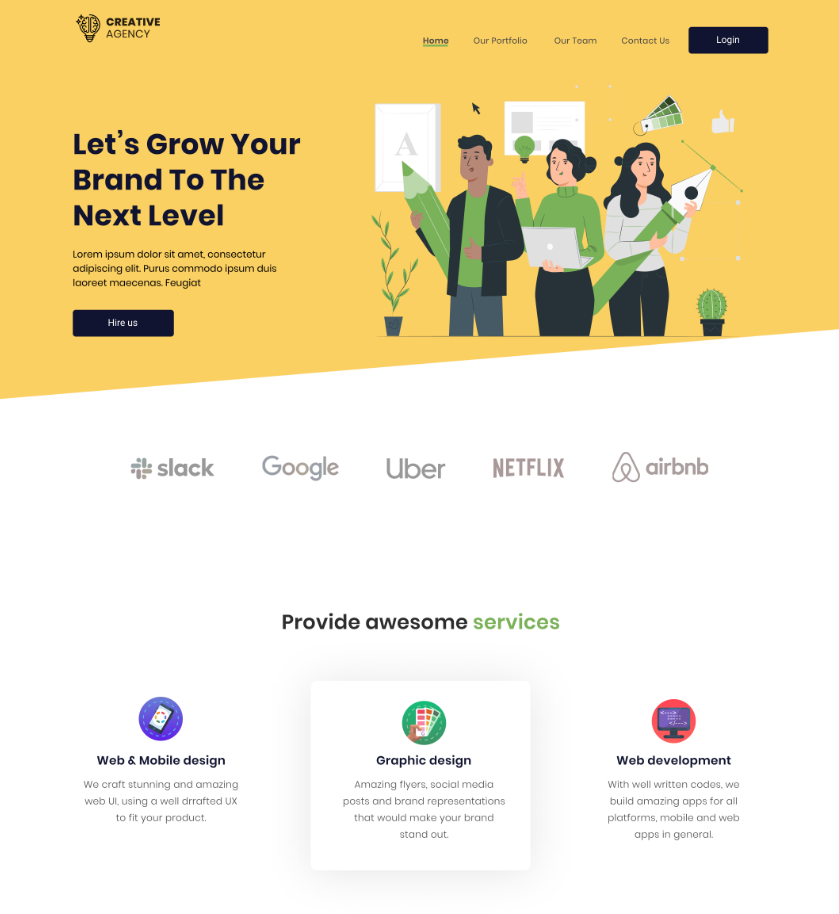 CREATIVE
AGENCY
Home Our Portfolio Our Team Contact Us Login
Let's Grow Your
Brand To The
Next Level
Lorem ipsum dolor sit amet, consectetur
adipiscing elit. Purus commodo ipsum duis
laoreet maecenas. Feugiat
Hire us
A
slack Google Uber NETFLIX airbnb
Provide awesome services
Web & Mobile design
We craft stunning and amazing
web UI, using a well drrafted UX
to fit your product.
Graphic design
Amazing flyers, social media
posts and brand representations
that would make your brand
stand out.
Web development
With well written codes, we
build amazing apps for all
platforms, mobile and web
apps in general.